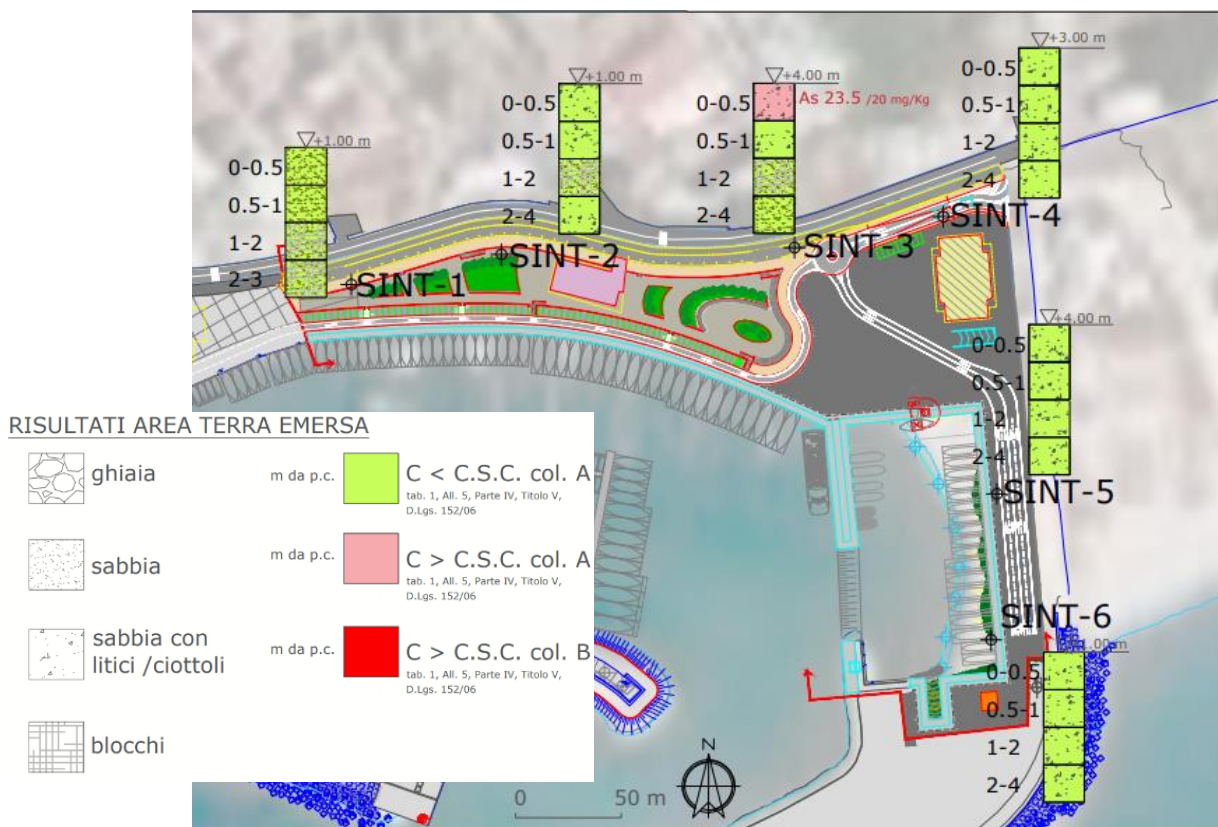 +3.00 m
0-0.5
0.5-1
1-2
2-4
SINT-4
+1.00 m
0-0.5
0.5-1
1-2
2-4
SINT-2
+4.00 m
0-0.5
As 23.5 /20 mg/Kg
0.5-1
1-2
2-4
SINT-3
+1.00 m
0-0.5
0.5-1
1-2
2-3
SINT-1
+4.00 m
0-0.5
0.5-1
1-2
2-4
SINT-5
SINT-6
1.00 m
0-0.5
0.5-1
1-2
2-4
RISULTATI AREA TERRA EMERSA
ghiaia
sabbia
sabbia con
litici /ciottoli
blocchi
m da p.c.
C < C.S.C. col. A
tab. 1, All. 5, Parte IV, Titolo V,
D.Lgs. 152/06
m da p.c.
C > C.S.C. col. A
tab. 1, All. 5, Parte IV, Titolo V,
D.Lgs. 152/06
m da p.c.
C > C.S.C. col. B
tab. 1, All. 5, Parte IV, Titolo V,
D.Lgs. 152/06
N
0 50 m